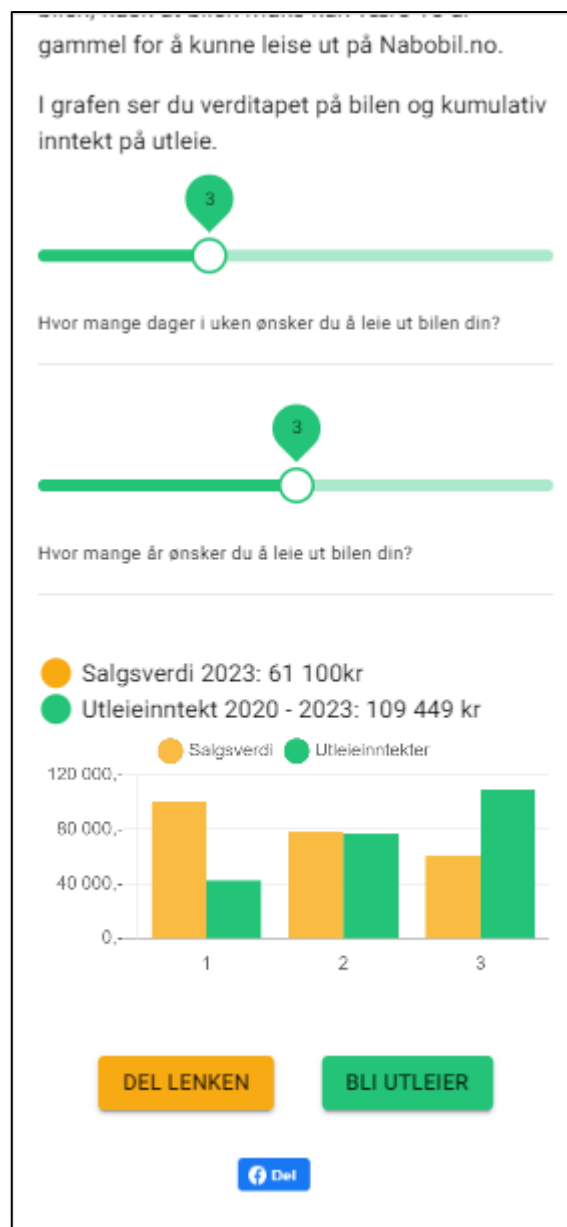 gammel for å kunne leise ut på Nabobil.no.
I grafen ser du verditapet på bilen og kumulativ
inntekt på utleie.
3
Hvor mange dager i uken ønsker du å leie ut bilen din?
3
Hvor mange år ønsker du å leie ut bilen din?
Salgsverdi 2023: 61 100kr
Utleieinntekt 2020 - 2023: 109 449 kr
Salgsverdi Utleieinntekter
120 000,-
80 000,-
40 000,-
0,-
1 2 3
DEL LENKEN BLI UTLEIER
Del